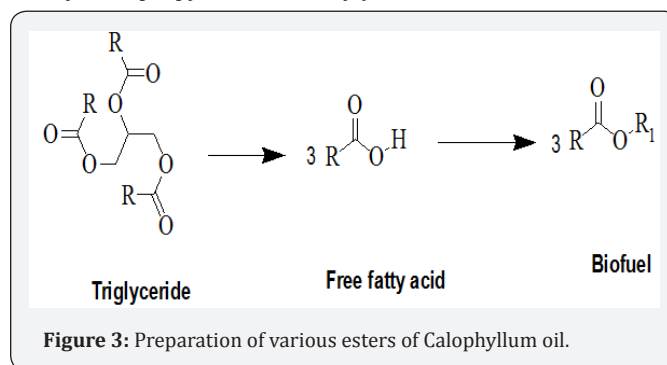 R
O
R
O
O
O
O
R
O
O
3 R
O
O
H
3 R
O
O
R1
Triglyceride
Free fatty acid
Biofuel
Figure 3: Preparation of various esters of Calophyllum oil.